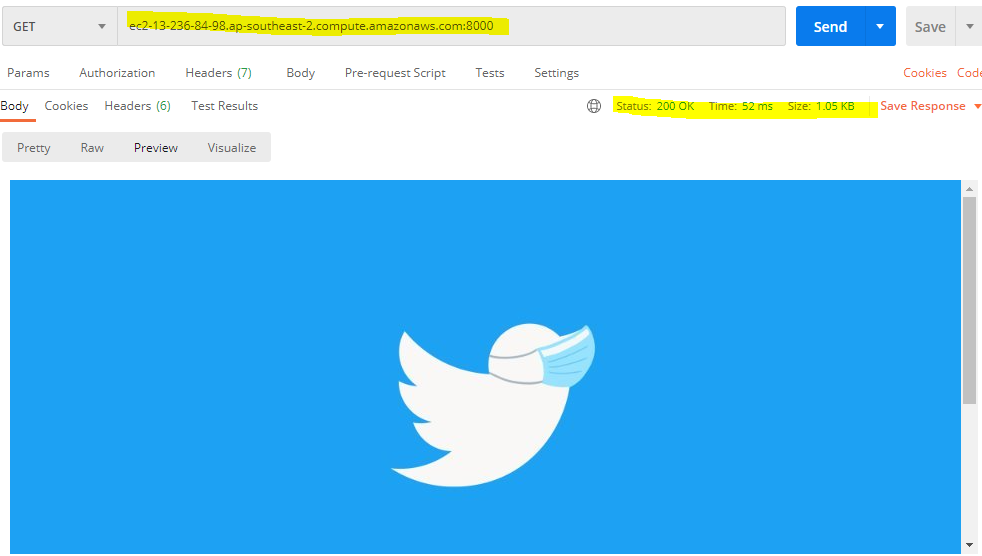 GET ec2-13-236-84-98.ap-southeast-2.compute.amazonaws.com:8000 Send Save
Params Authorization Headers (7) Body Pre-request Script Tests Settings Cookies Code
Body Cookies Headers (6) Test Results Status: 200 OK Time: 52 ms Size: 1.05 KB Save Response
Pretty Raw Preview Visualize